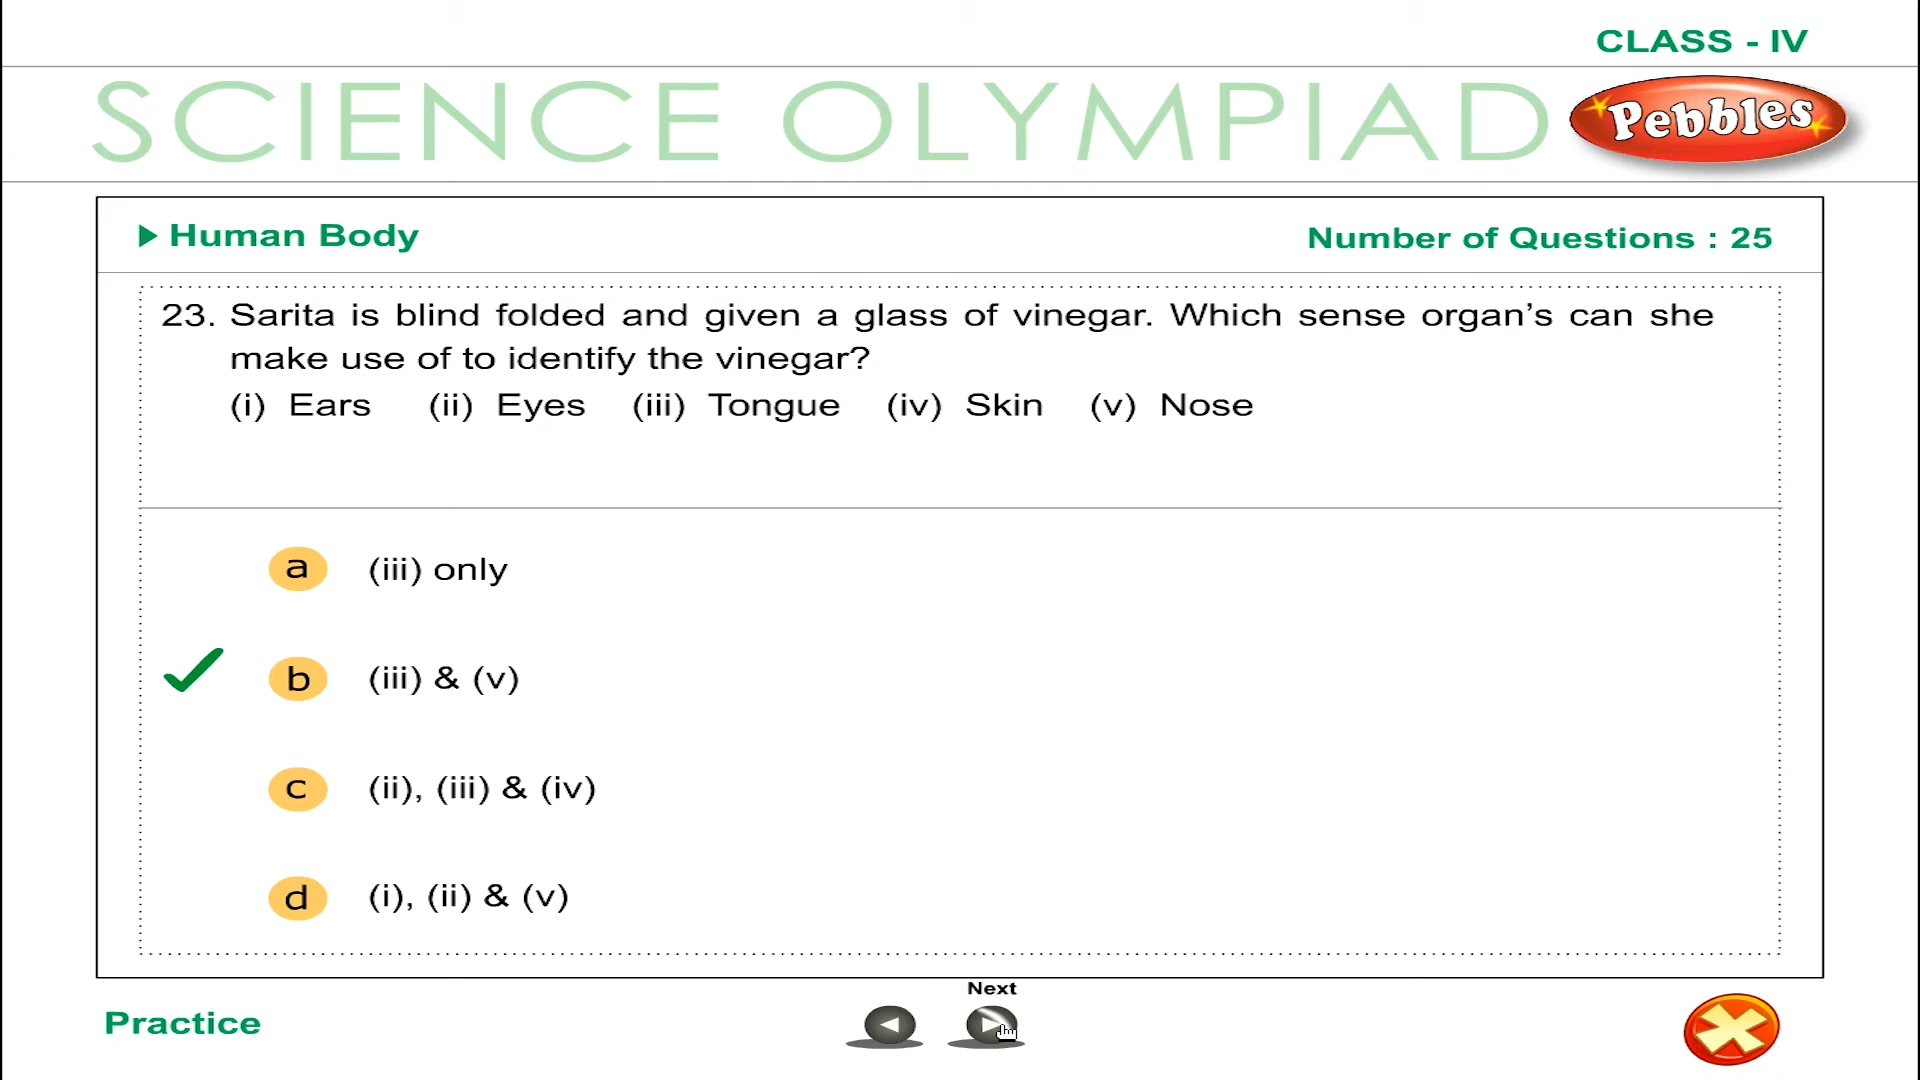 CLASS - IV
SCIENCE OLYMPIAD
Pebbles
Human Body
Number of Questions : 25
23. Sarita is blind folded and given a glass of vinegar. Which sense organ’s can she
make use of to identify the vinegar?
(i) Ears (ii) Eyes (iii) Tongue (iv) Skin (v) Nose
a (iii) only
b (iii) & (v)
c (ii), (iii) & (iv)
d (i), (ii) & (v)
Next
Practice